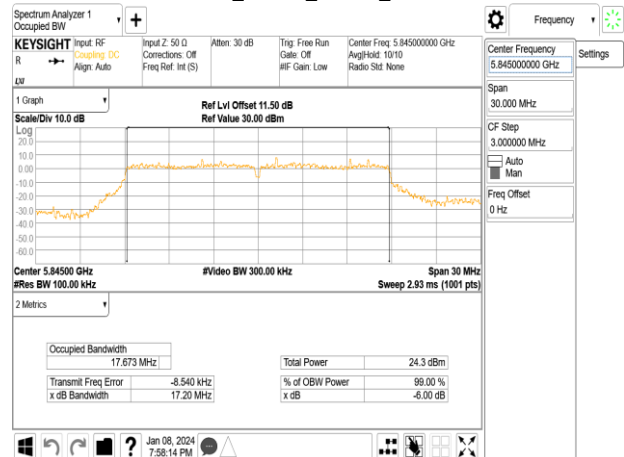 Spectrum Analyzer 1
Occupied BW
Frequency
KEYSIGHT
R
LXI
Input: RF
Coupling: DC
Align: Auto
Input Z: 50 Ω
Corrections: Off
Freq Ref: Int (S)
Atten: 30 dB
Trig: Free Run
Gate: Off
#IF Gain: Low
Center Freq: 5.845000000 GHz
Avg|Hold: 10/10
Radio Std: None
Center Frequency
5.845000000 GHz
Settings
Span
30.000 MHz
CF Step
3.000000 MHz
Auto
Man
Freq Offset
0 Hz
1 Graph
Scale/Div 10.0 dB
Ref Lvl Offset 11.50 dB
Ref Value 30.00 dBm
Log
20.0
10.0
0.00
-10.0
-20.0
-30.0
-40.0
-50.0
-60.0
Center 5.84500 GHz
#Video BW 300.00 kHz
Span 30 MHz
#Res BW 100.00 kHz
Sweep 2.93 ms (1001 pts)
2 Metrics
Occupied Bandwidth
17.673 MHz
Total Power 24.3 dBm
Transmit Freq Error -8.540 kHz
% of OBW Power 99.00 %
x dB Bandwidth 17.20 MHz
x dB -6.00 dB
?
Jan 08, 2024
7:58:14 PM